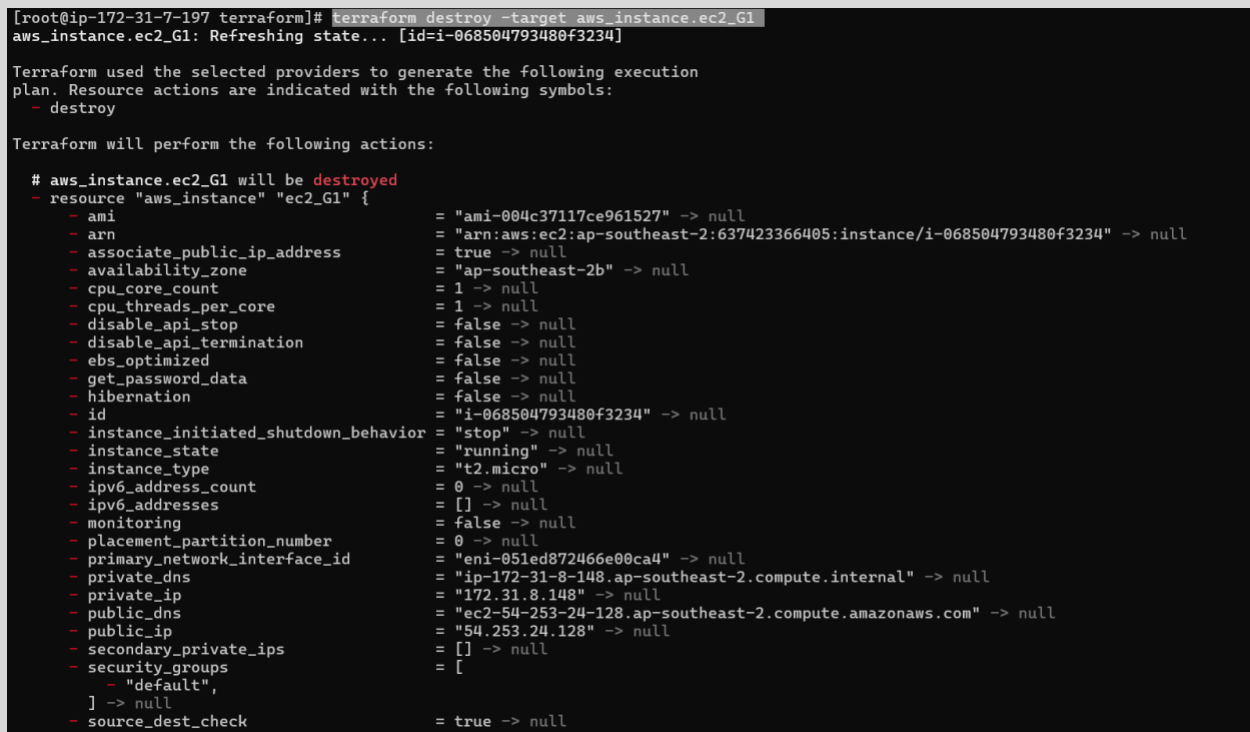 [root@ip-172-31-7-197 terraform]# terraform destroy -target aws_instance.ec2_G1
aws_instance.ec2_G1: Refreshing state... [id=i-068504793480f3234]
Terraform used the selected providers to generate the following execution
plan. Resource actions are indicated with the following symbols:
- destroy
Terraform will perform the following actions:
# aws_instance.ec2_G1 will be destroyed
- resource "aws_instance" "ec2_G1" {
- ami = "ami-004c37117ce961527" -> null
- arn = "arn:aws:ec2:ap-southeast-2:637423366405:instance/i-068504793480f3234" -> null
- associate_public_ip_address = true -> null
- availability_zone = "ap-southeast-2b" -> null
- cpu_core_count = 1 -> null
- cpu_threads_per_core = 1 -> null
- disable_api_stop = false -> null
- disable_api_termination = false -> null
- ebs_optimized = false -> null
- get_password_data = false -> null
- hibernation = false -> null
- id = "i-068504793480f3234" -> null
- instance_initiated_shutdown_behavior = "stop" -> null
- instance_state = "running" -> null
- instance_type = "t2.micro" -> null
- ipv6_address_count = 0 -> null
- ipv6_addresses = [] -> null
- monitoring = false -> null
- placement_partition_number = 0 -> null
- primary_network_interface_id = "eni-051ed872466e00ca4" -> null
- private_dns = "ip-172-31-8-148.ap-southeast-2.compute.internal" -> null
- private_ip = "172.31.8.148" -> null
- public_dns = "ec2-54-253-24-128.ap-southeast-2.compute.amazonaws.com" -> null
- public_ip = "54.253.24.128" -> null
- secondary_private_ips = [] -> null
- security_groups = [
- "default",
] -> null
- source_dest_check = true -> null